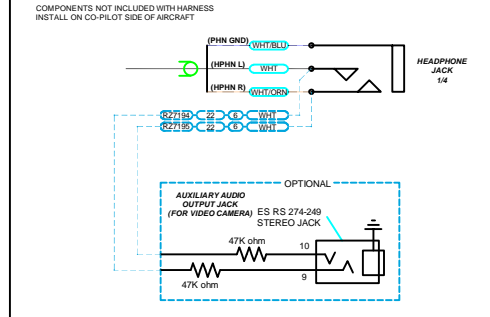 COMPONENTS NOT INCLUDED WITH HARNESS
INSTALL ON CO-PILOT SIDE OF AIRCRAFT
(PHN GND) WHT/BLU
(HPHN L) WHT
(HPHN R) WHT/ORN
HEADPHONE
JACK
1/4
RZ7194 22 6 WHT
RZ7195 22 6 WHT
OPTIONAL
AUXILIARY AUDIO
OUTPUT JACK
(FOR VIDEO CAMERA)
ES RS 274-249
STEREO JACK
47K ohm
10
9
47K ohm